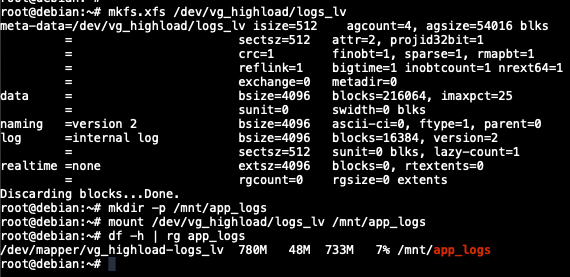 root@debian:~# mkfs.xfs /dev/vg_highload/logs_lv
meta-data=/dev/vg_highload/logs_lv isize=512    agcount=4, agsize=54016 blks
         =                       sectsz=512   attr=2, projid32bit=1
         =                       crc=1        finobt=1, sparse=1, rmapbt=1
         =                       reflink=1    bigtime=1 inobtcount=1 nrext64=1
         =                       exchange=0   metadir=0
data     =                       bsize=4096   blocks=216064, imaxpct=25
         =                       sunit=0      swidth=0 blks
naming   =version 2              bsize=4096   ascii-ci=0, ftype=1, parent=0
log      =internal log           bsize=4096   blocks=16384, version=2
         =                       sectsz=512   sunit=0 blks, lazy-count=1
realtime =none                   extsz=4096   blocks=0, rtextents=0
         =                       rgcount=0    rgsize=0 extents
Discarding blocks...Done.
root@debian:~# mkdir -p /mnt/app_logs
root@debian:~# mount /dev/vg_highload/logs_lv /mnt/app_logs
root@debian:~# df -h | rg app_logs
/dev/mapper/vg_highload-logs_lv  780M   48M  733M   7% /mnt/app_logs
root@debian:~#